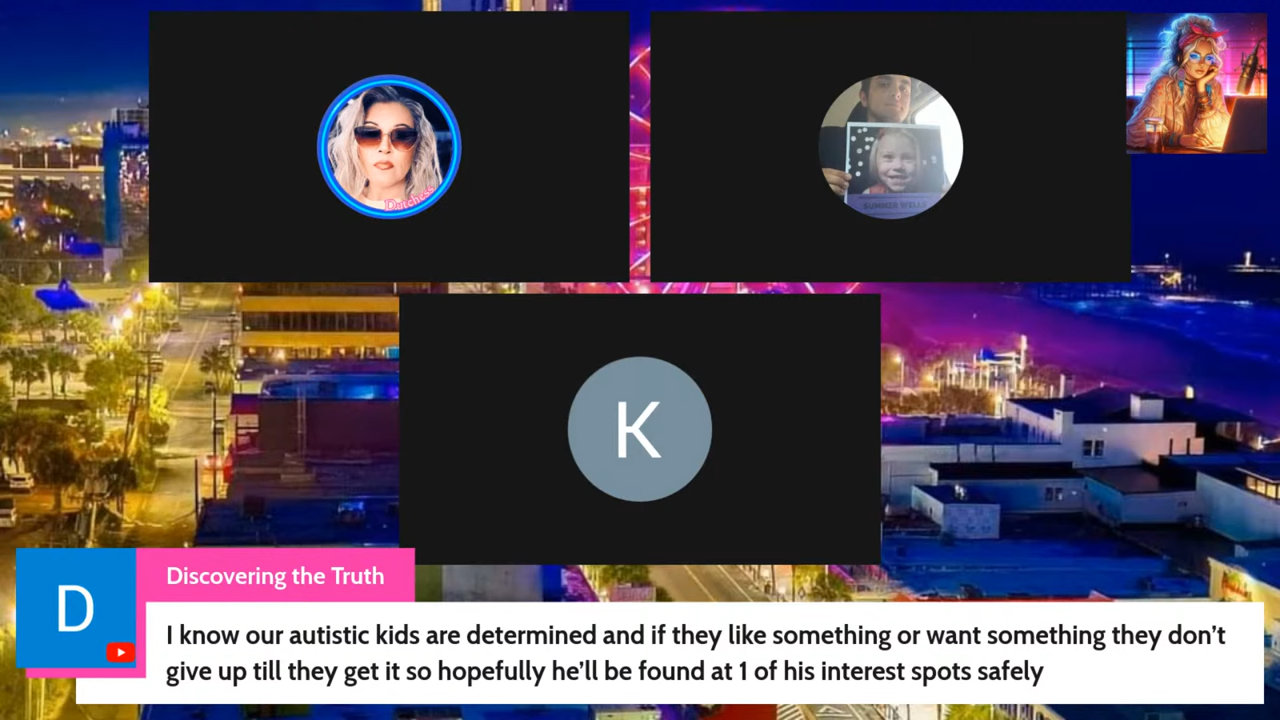 Dutchess
SUMMER WELLS
K
D
Discovering the Truth
I know our autistic kids are determined and if they like something or want something they don't
give up till they get it so hopefully he'll be found at 1 of his interest spots safely